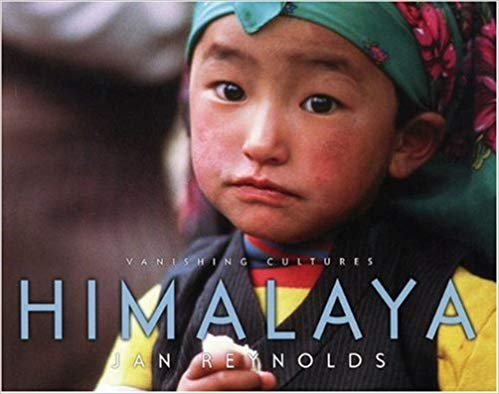 VANISHING CULTURES
HIMALAYA
JAN REYNOLDS